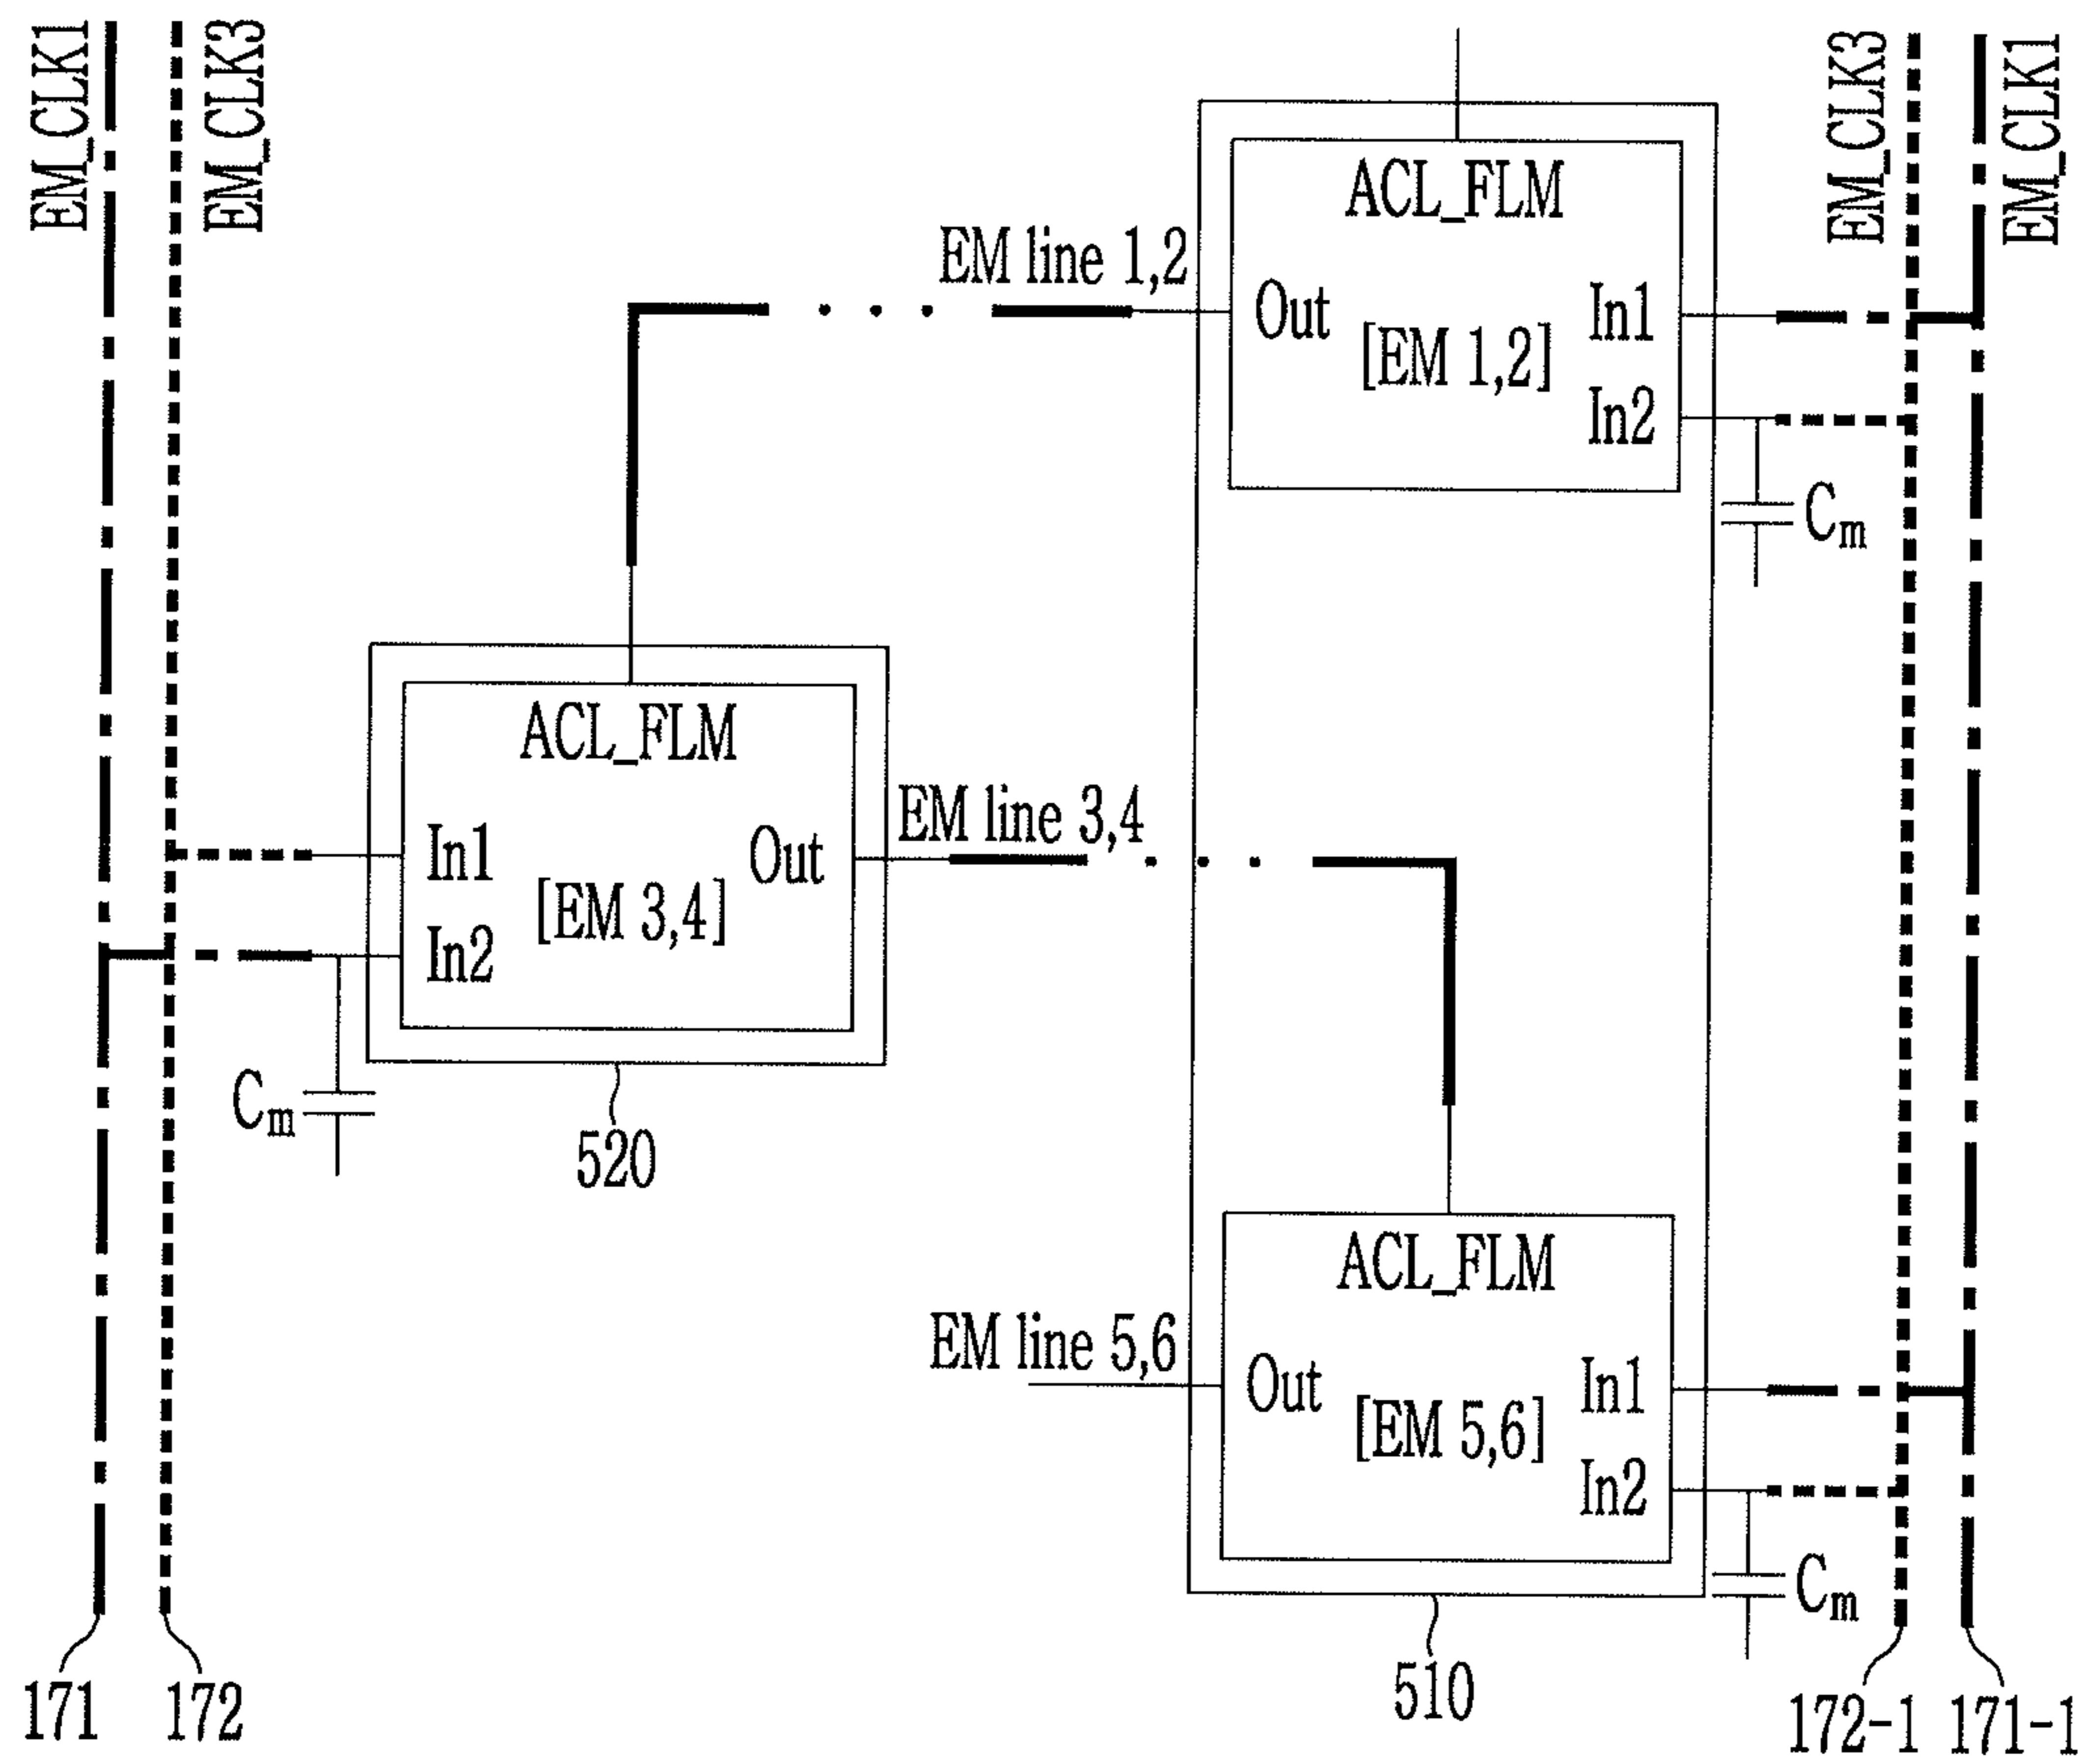 EM_CLK1
EM_CLK3
EM_CLK3
EM_CLK1
ACL_FLM
EM line 1,2
Out
In1
[EM 1,2]
In2
Cm
ACL_FLM
In1
Out
EM line 3,4
[EM 3,4]
In2
Cm
520
ACL_FLM
EM line 5,6
Out
In1
[EM 5,6]
In2
Cm
510
171
172
172-1
171-1